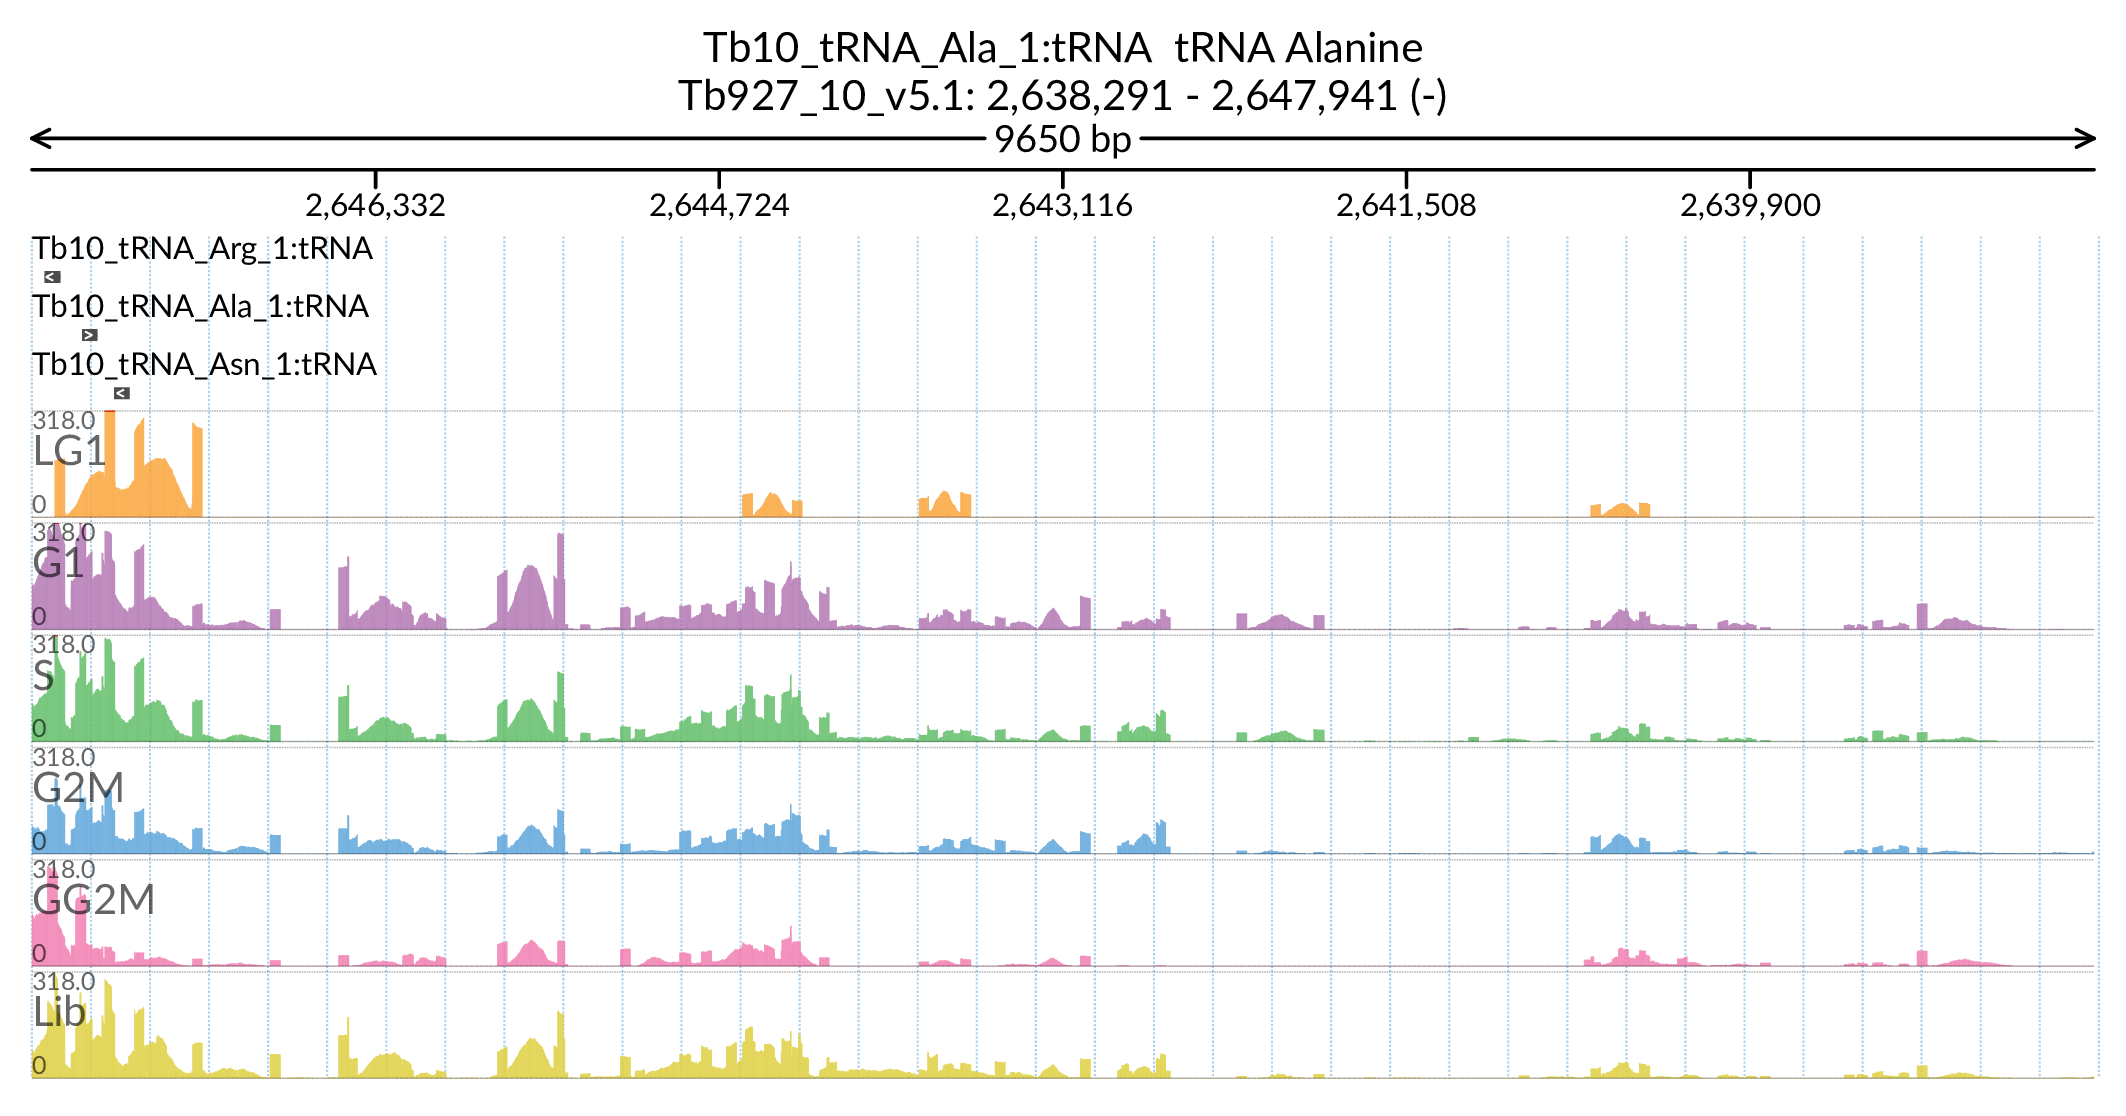 Tb10_tRNA_Ala_1:tRNA  tRNA Alanine
Tb927_10_v5.1: 2,638,291 - 2,647,941 (-)
9650 bp
2,646,332 2,644,724 2,643,116 2,641,508 2,639,900
Tb10_tRNA_Arg_1:tRNA
<
Tb10_tRNA_Ala_1:tRNA
>
Tb10_tRNA_Asn_1:tRNA
<
318.0
LG1
0
318.0
G1
0
318.0
S
0
318.0
G2M
0
318.0
GG2M
0
318.0
Lib
0